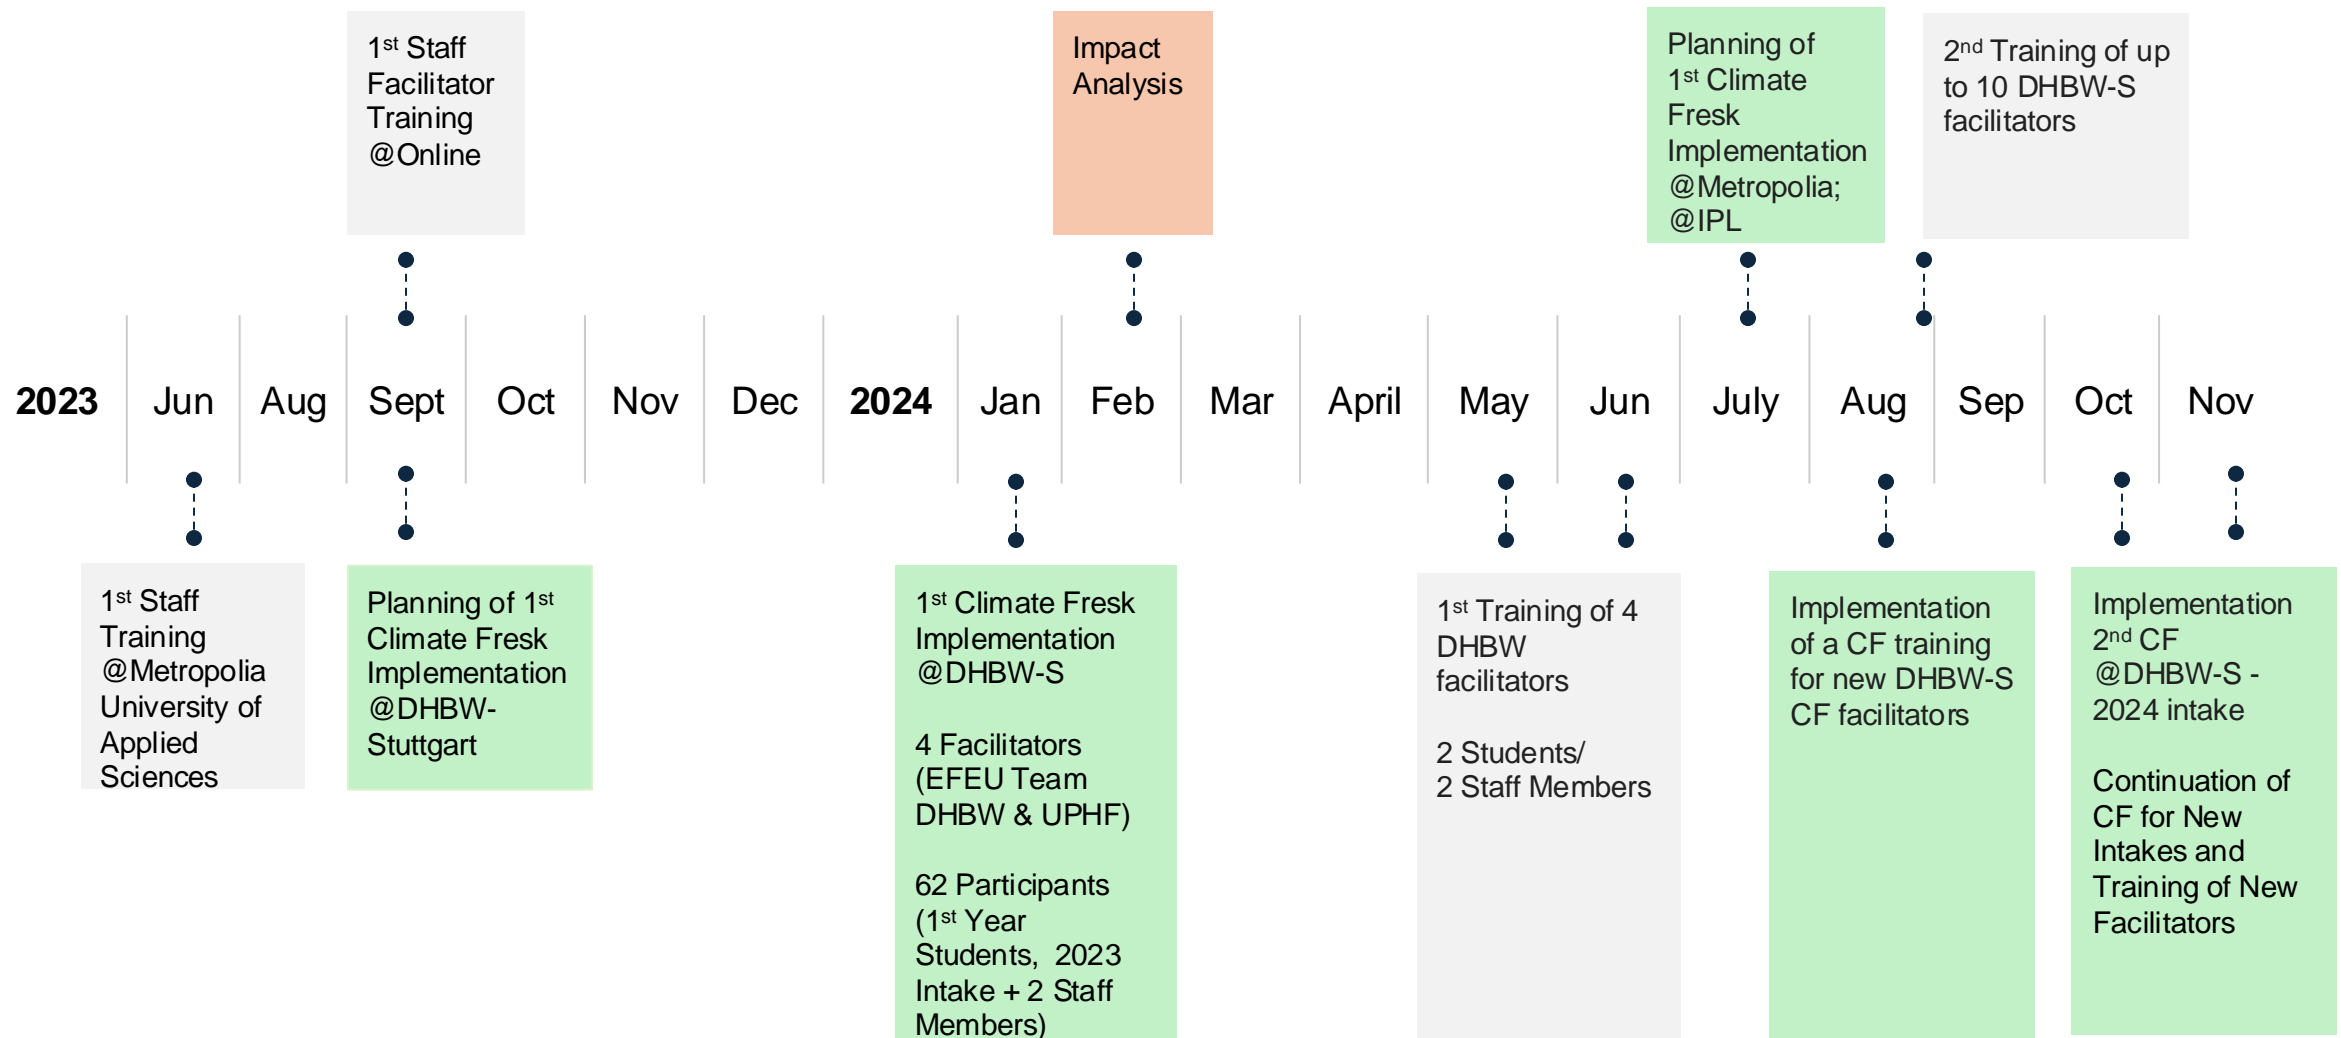 1st Staff
Facilitator
Training
@Online
Impact
Analysis
Planning of
1st Climate
Fresk
Implementation
@Metropolia;
@IPL
2nd Training of up
to 10 DHBW-S
facilitators
2023 Jun Aug Sept Oct Nov Dec 2024 Jan Feb Mar April May Jun July Aug Sep Oct Nov
1st Staff
Training
@Metropolia
University of
Applied
Sciences
Planning of 1st
Climate Fresk
Implementation
@DHBW-
Stuttgart
1st Climate Fresk
Implementation
@DHBW-S
4 Facilitators
(EFEU Team
DHBW & UPHF)
62 Participants
(1st Year
Students, 2023
Intake + 2 Staff
Members)
1st Training of 4
DHBW
facilitators
2 Students/
2 Staff Members
Implementation
of a CF training
for new DHBW-S
CF facilitators
Implementation
2nd CF
@DHBW-S -
2024 intake
Continuation of
CF for New
Intakes and
Training of New
Facilitators